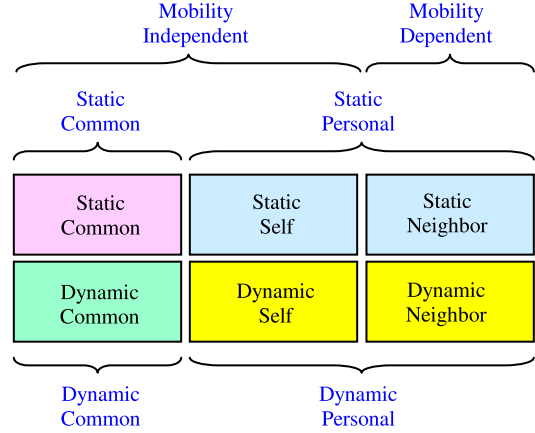 Mobility
Independent
Mobility
Dependent
Static
Common
Static
Personal
Static
Common
Static
Self
Static
Neighbor
Dynamic
Common
Dynamic
Self
Dynamic
Neighbor
Dynamic
Common
Dynamic
Personal